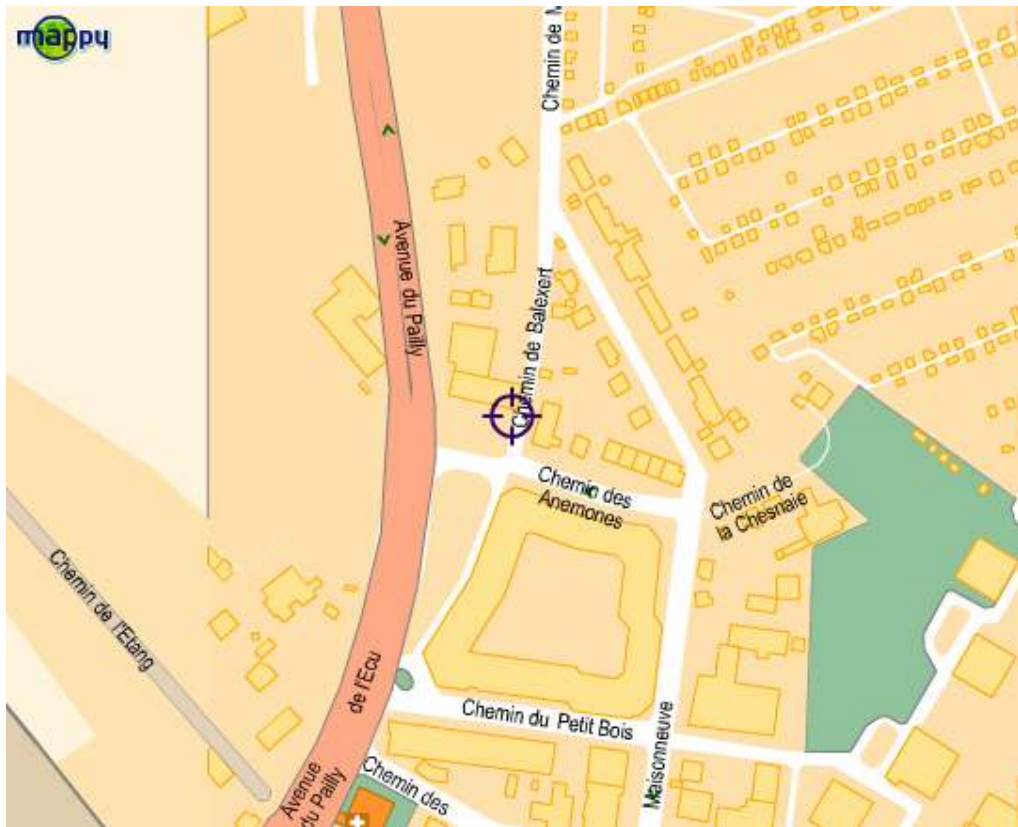 mappy
Chemin de M
Avenue du Pailly
Chemin de Balexert
Chemin des
Anemones
Chemin de
la Chesnaie
Chemin de l'Etang
de l'Ecu
Chemin du Petit Bois
Maisonneuve
Avenue
du Pailly
Chemin des